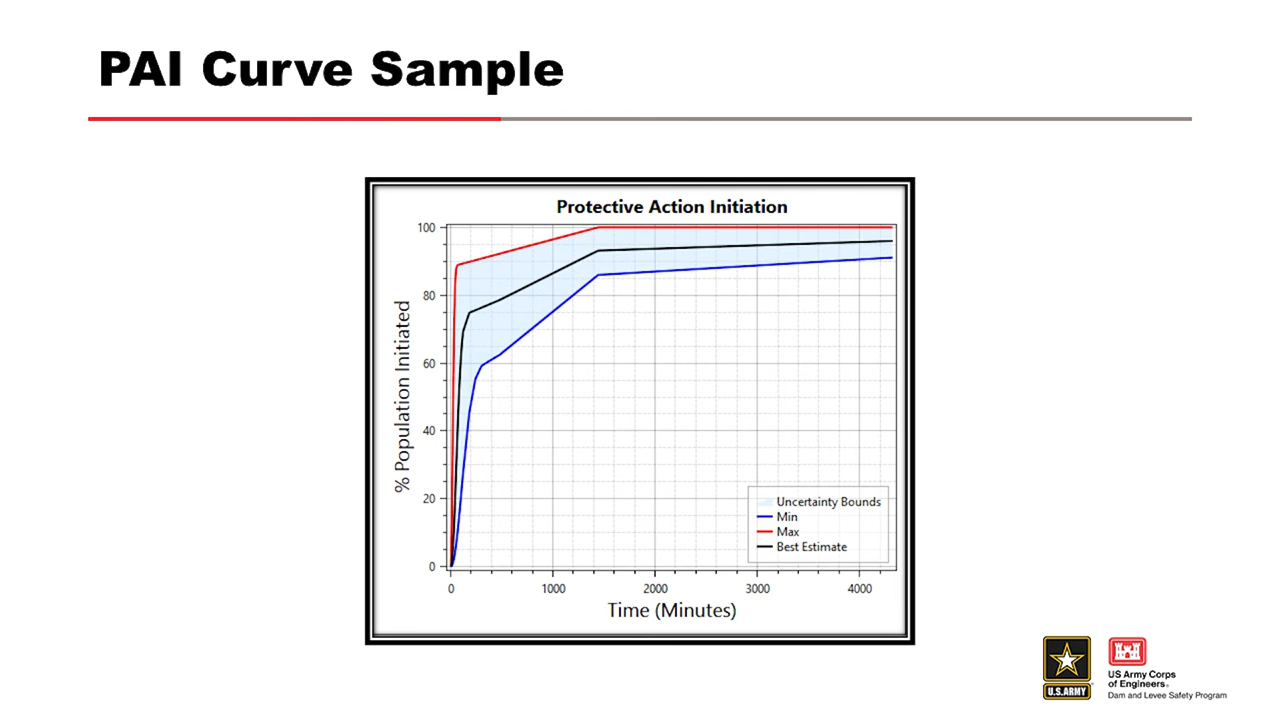 PAI Curve Sample
Protective Action Initiation
100
80
60
40
20
0
% Population Initiated
0 1000 2000 3000 4000
Time (Minutes)
Uncertainty Bounds
Min
Max
Best Estimate
U.S.ARMY
US Army Corps
of Engineers®
Dam and Levee Safety Program